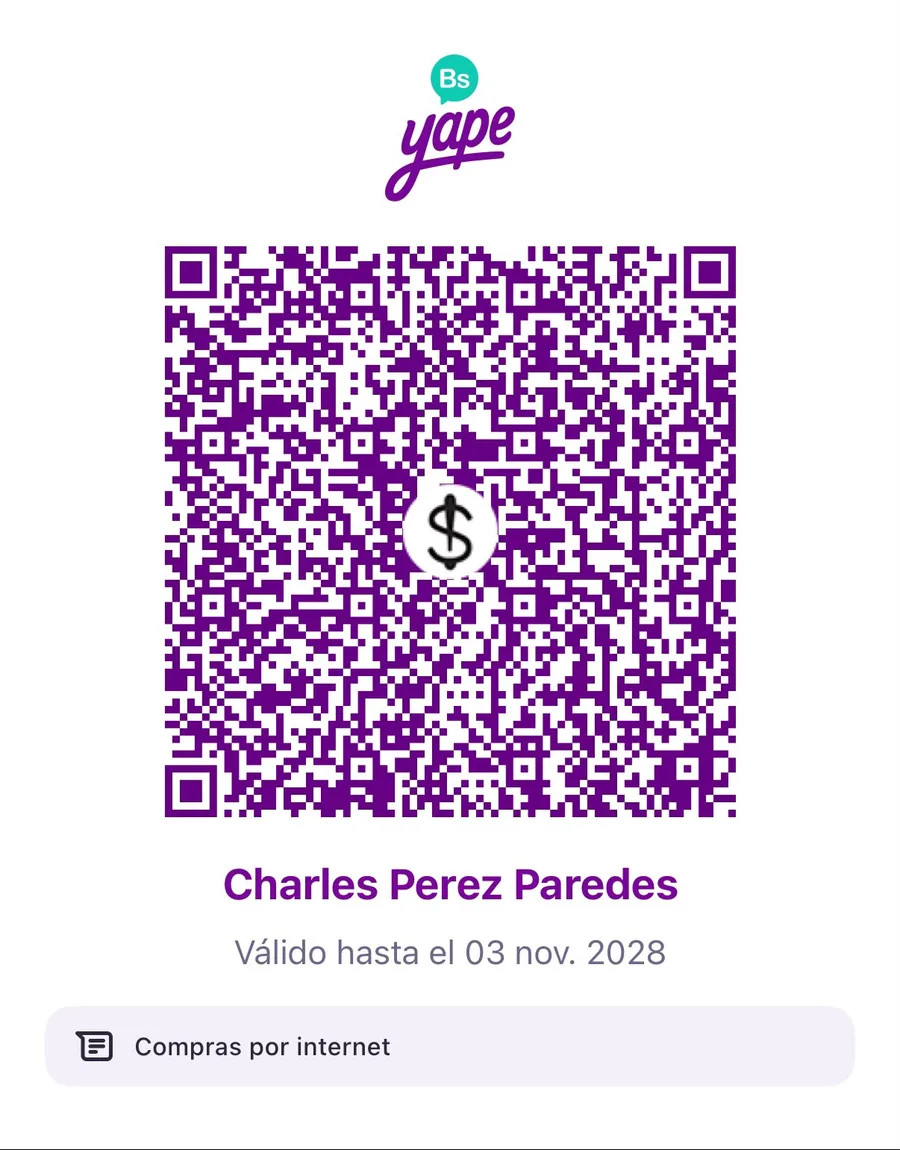 Bs
yape
$
Charles Perez Paredes
Válido hasta el 03 nov. 2028
Compras por internet